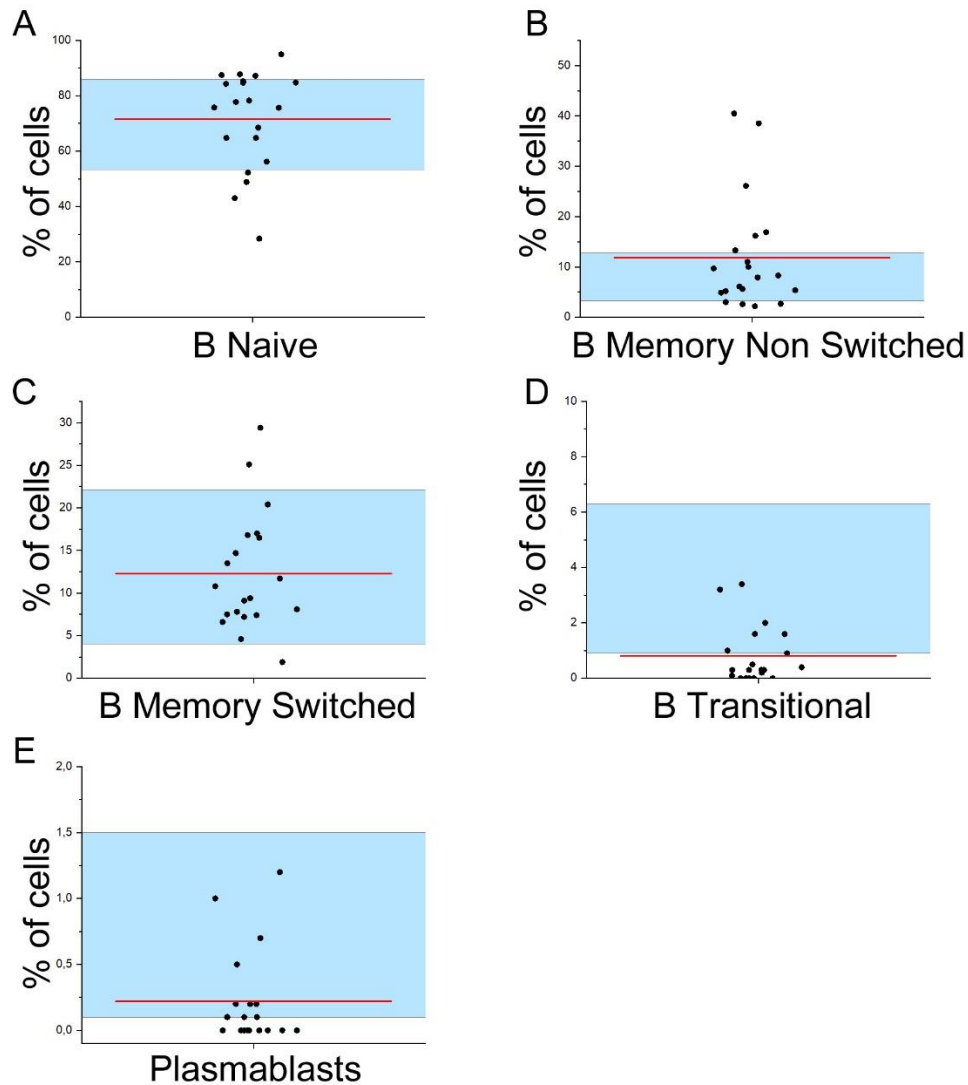 A
% of cells
100
80
60
40
20
0
B Naive
B
% of cells
50
40
30
20
10
0
B Memory Non Switched
C
% of cells
30
25
20
15
10
5
0
B Memory Switched
D
% of cells
10
8
6
4
2
0
B Transitional
E
% of cells
2,0
1,5
1,0
0,5
0,0
Plasmablasts